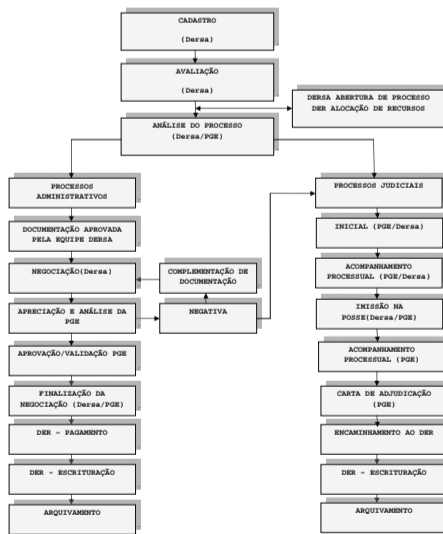 CADASTRO
(Dersa)
AVALIAÇÃO
(Dersa)
DERSA ABERTURA DE PROCESSO
DER ALOCAÇÃO DE RECURSOS
ANÁLISE DO PROCESSO
(Dersa/PGE)
PROCESSOS
ADMINISTRATIVOS
DOCUMENTAÇÃO APROVADA
PELA EQUIPE DERSA
NEGOCIAÇÃO(Dersa)
COMPLEMENTAÇÃO DE
DOCUMENTAÇÃO
APRECIAÇÃO E ANÁLISE DA
PGE
NEGATIVA
APROVAÇÃO/VALIDAÇÃO PGE
FINALIZAÇÃO DA
NEGOCIAÇÃO (Dersa/PGE)
DER – PAGAMENTO
DER - ESCRITURAÇÃO
ARQUIVAMENTO
PROCESSOS JUDICIAIS
INICIAL (PGE/Dersa)
ACOMPANHAMENTO
PROCESSUAL (PGE/Dersa)
IMISSÃO NA
POSSE(Dersa/PGE)
ACOMPANHAMENTO
PROCESSUAL (PGE)
CARTA DE ADJUDICAÇÃO
(PGE)
ENCAMINHAMENTO AO DER
DER - ESCRITURAÇÃO
ARQUIVAMENTO